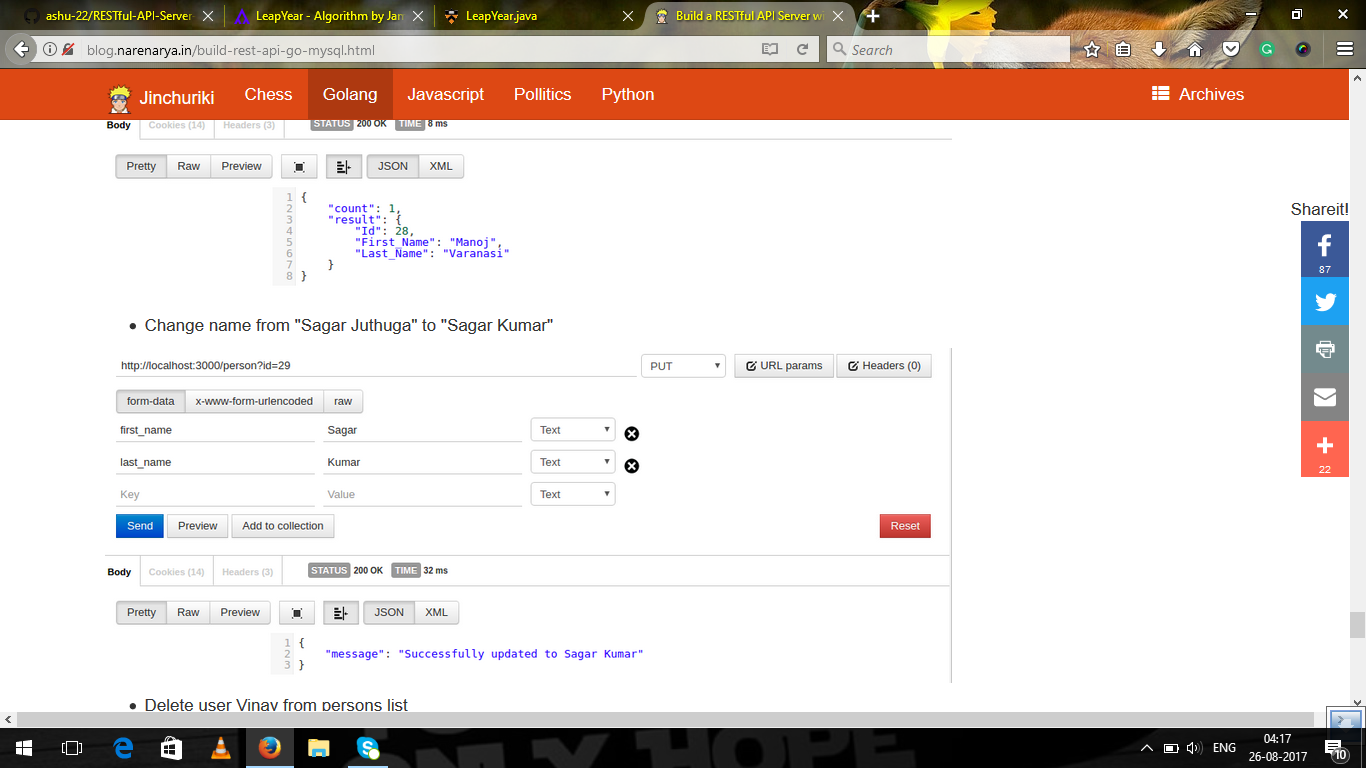 ashu-22/RESTful-API-Server
LeapYear - Algorithm by Jan
LeapYear.java
Build a RESTful API Server w
blog.narenarya.in/build-rest-api-go-mysql.html
Search
Jinchuriki
Chess
Golang
Javascript
Pollitics
Python
Archives
Body Cookies (14) Headers (3) STATUS 200 OK TIME 8 ms
Pretty Raw Preview JSON XML
1 {
2 "count": 1,
3 "result": {
4 "Id": 28,
5 "First_Name": "Manoj",
6 "Last_Name": "Varanasi"
7 }
8 }
Shareit!
87
22
• Change name from "Sagar Juthuga" to "Sagar Kumar"
http://localhost:3000/person?id=29 PUT URL params Headers (0)
form-data x-www-form-urlencoded raw
first_name Sagar Text
last_name Kumar Text
Key Value Text
Send Preview Add to collection Reset
Body Cookies (14) Headers (3) STATUS 200 OK TIME 32 ms
Pretty Raw Preview JSON XML
1 {
2 "message": "Successfully updated to Sagar Kumar"
3 }
• Delete user Vinay from persons list
ENG
04:17
26-08-2017
10